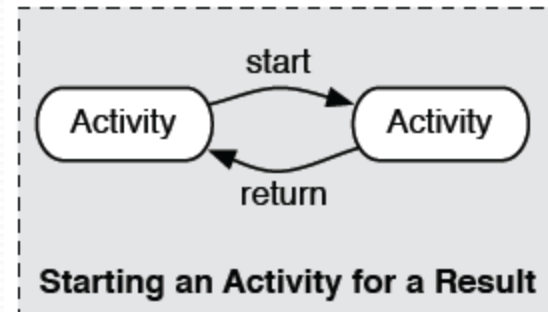 start
Activity
Activity
return
Starting an Activity for a Result